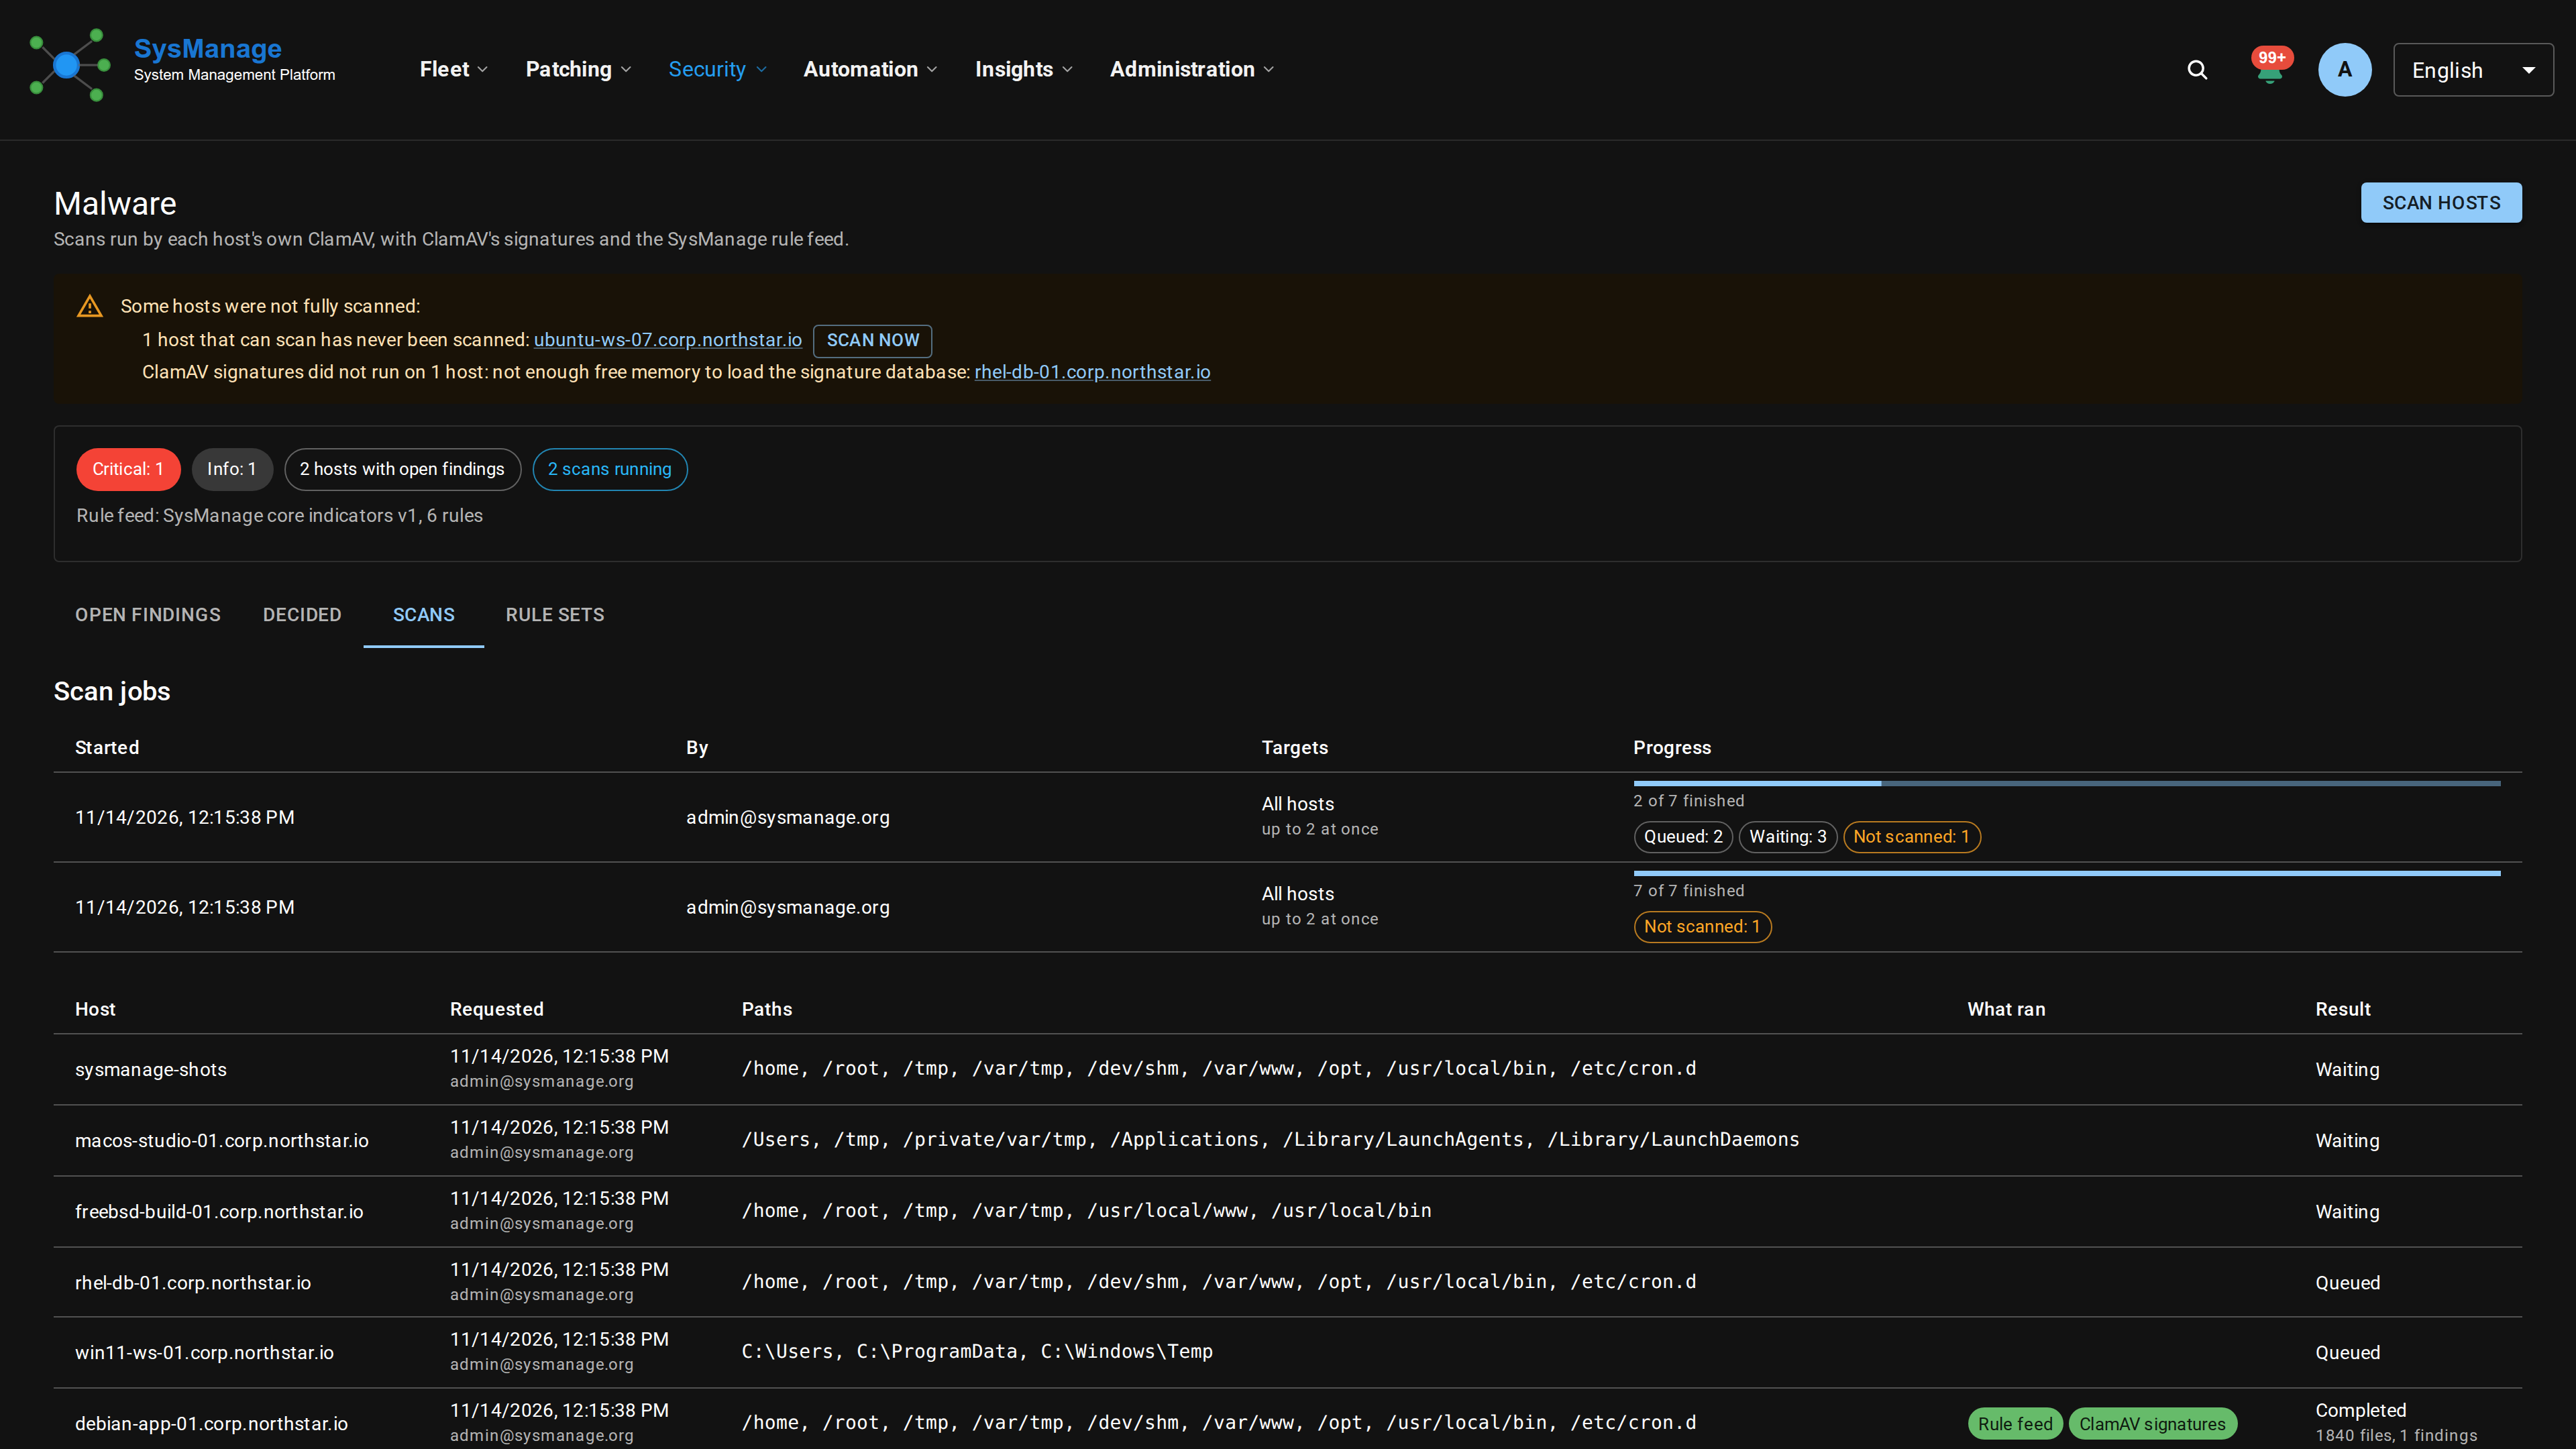 SysManage
System Management Platform
Fleet
Patching
Security
Automation
Insights
Administration
99+
A
English
Malware
SCAN HOSTS
Scans run by each host's own ClamAV, with ClamAV's signatures and the SysManage rule feed.
Some hosts were not fully scanned:
1 host that can scan has never been scanned: ubuntu-ws-07.corp.northstar.io SCAN NOW
ClamAV signatures did not run on 1 host: not enough free memory to load the signature database: rhel-db-01.corp.northstar.io
Critical: 1
Info: 1
2 hosts with open findings
2 scans running
Rule feed: SysManage core indicators v1, 6 rules
OPEN FINDINGS
DECIDED
SCANS
RULE SETS
Scan jobs
Started By Targets Progress
11/14/2026, 12:15:38 PM
admin@sysmanage.org
All hosts
up to 2 at once
2 of 7 finished
Queued: 2
Waiting: 3
Not scanned: 1
11/14/2026, 12:15:38 PM
admin@sysmanage.org
All hosts
up to 2 at once
7 of 7 finished
Not scanned: 1
Host Requested Paths What ran Result
sysmanage-shots
11/14/2026, 12:15:38 PM
admin@sysmanage.org
/home, /root, /tmp, /var/tmp, /dev/shm, /var/www, /opt, /usr/local/bin, /etc/cron.d
Waiting
macos-studio-01.corp.northstar.io
11/14/2026, 12:15:38 PM
admin@sysmanage.org
/Users, /tmp, /private/var/tmp, /Applications, /Library/LaunchAgents, /Library/LaunchDaemons
Waiting
freebsd-build-01.corp.northstar.io
11/14/2026, 12:15:38 PM
admin@sysmanage.org
/home, /root, /tmp, /var/tmp, /usr/local/www, /usr/local/bin
Waiting
rhel-db-01.corp.northstar.io
11/14/2026, 12:15:38 PM
admin@sysmanage.org
/home, /root, /tmp, /var/tmp, /dev/shm, /var/www, /opt, /usr/local/bin, /etc/cron.d
Queued
win11-ws-01.corp.northstar.io
11/14/2026, 12:15:38 PM
admin@sysmanage.org
C:\Users, C:\ProgramData, C:\Windows\Temp
Queued
debian-app-01.corp.northstar.io
11/14/2026, 12:15:38 PM
admin@sysmanage.org
/home, /root, /tmp, /var/tmp, /dev/shm, /var/www, /opt, /usr/local/bin, /etc/cron.d
Rule feed
ClamAV signatures
Completed
1840 files, 1 findings